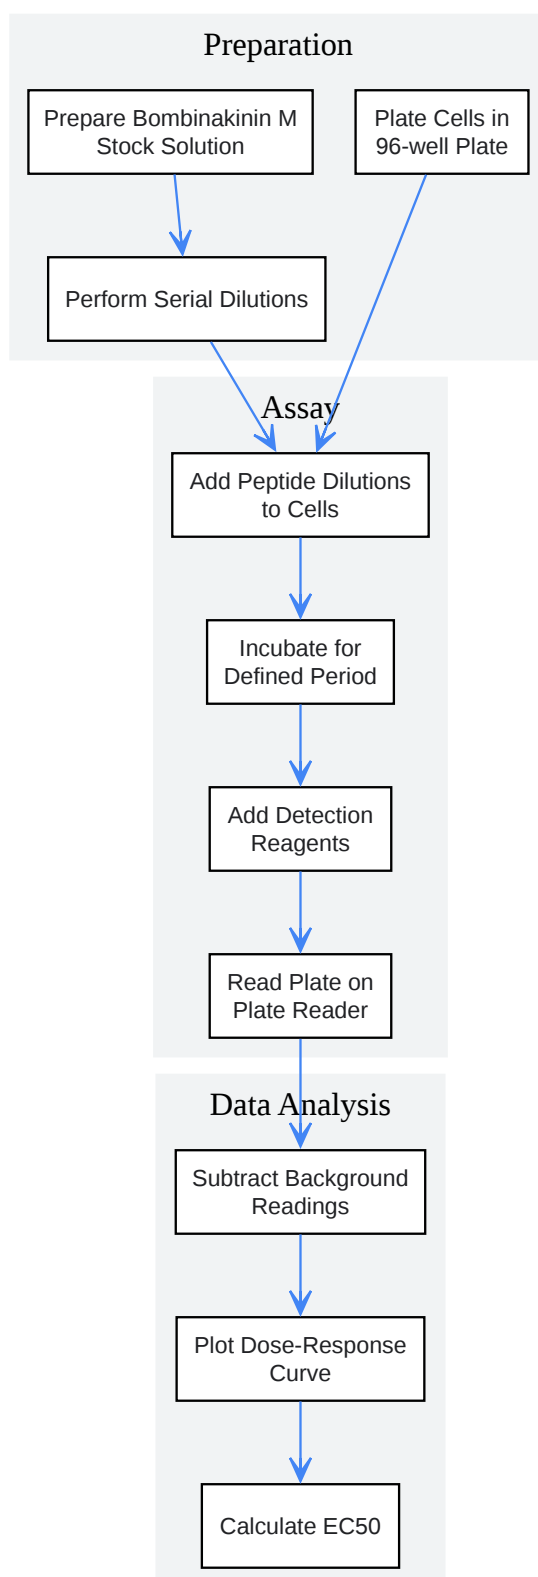 Preparation
Prepare Bombinakinin M
Stock Solution
Plate Cells in
96-well Plate
Perform Serial Dilutions
Assay
Add Peptide Dilutions
to Cells
Incubate for
Defined Period
Add Detection
Reagents
Read Plate on
Plate Reader
Data Analysis
Subtract Background
Readings
Plot Dose-Response
Curve
Calculate EC50